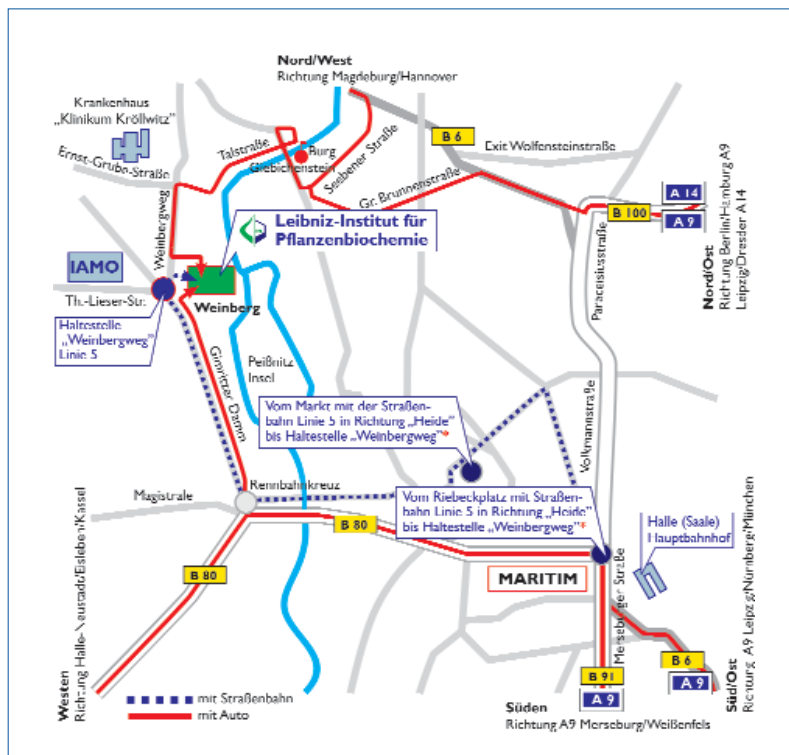 Nord/West
Richtung Magdeburg/Hannover
Krankenhaus
„Klinikum Kröllwitz”
Ernst-Grube-Straße
Talstraße
Burg
Giebichenstein
Seebener Straße
B 6
Exit Wolfensteinstraße
Gr. Brunnenstraße
A 14
B 100
A 9
Nord/Ost
Richtung Berlin/Hamburg A9
Leipzig/Dresder A14
Weinbergweg
Leibniz-Institut für
Pflanzenbiochemie
IAMO
Th.-Lieser-Str.
Weinberg
Haltestelle
„Weinbergweg”
Linie 5
Gimritzer Damm
Peißnitz
Insel
Paracelsiusstraße
Volkmannstraße
Vom Markt mit der Straßen-
bahn Linie 5 in Richtung „Heide”
bis Haltestelle „Weinbergweg”*
Rennbahnkreuz
Magistrale
Vom Riebeckplatz mit Straßen-
bahn Linie 5 in Richtung „Heide”
bis Haltestelle „Weinbergweg”*
Halle (Saale)
Hauptbahnhof
B 80
B 80
MARITIM
Merseburger Straße
B 6
A 9
B 91
A 9
Westen
Richtung Halle-Neustadt/Eisleben/Kassel
Süd/Ost
Richtung A9 Leipzig/Nürnberg/München
mit Straßenbahn
mit Auto
Süden
Richtung A9 Merseburg/Weißenfels